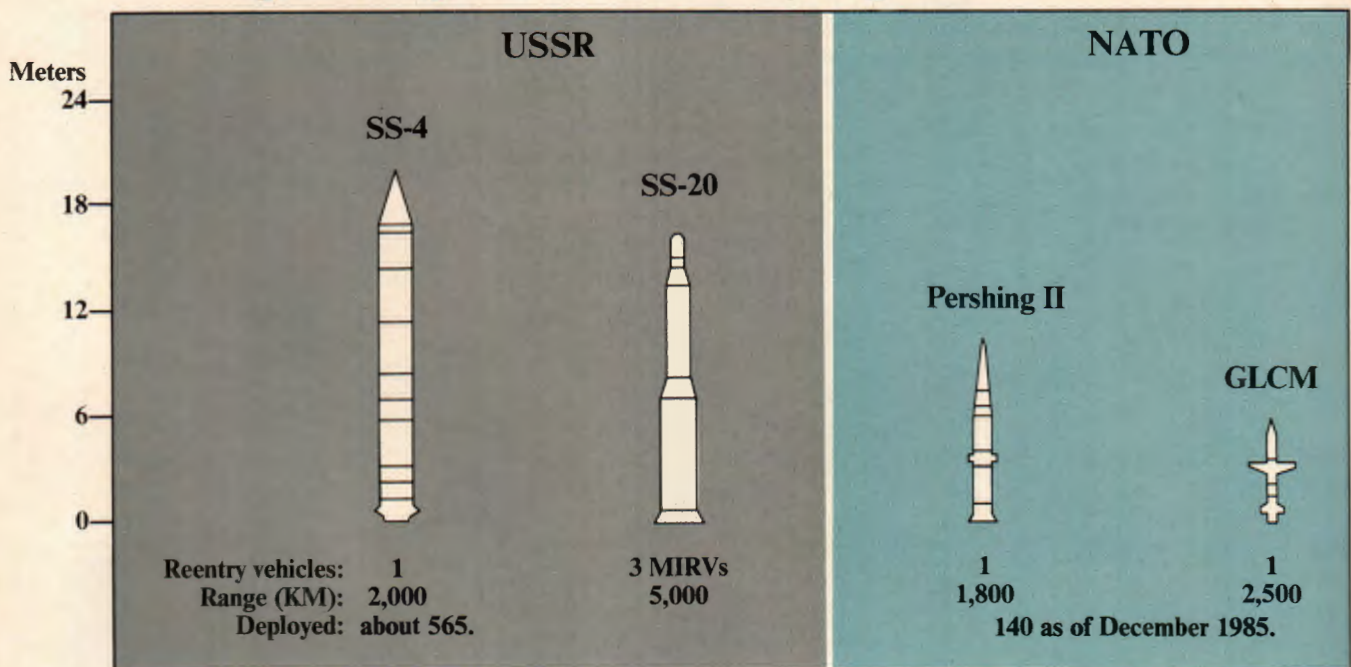 USSR
NATO
Meters
24
18
12
6
0
SS-4
SS-20
Pershing II
GLCM
Reentry vehicles: 1 3 MIRVs 1 1
Range (KM): 2,000 5,000 1,800 2,500
Deployed: about 565. 140 as of December 1985.